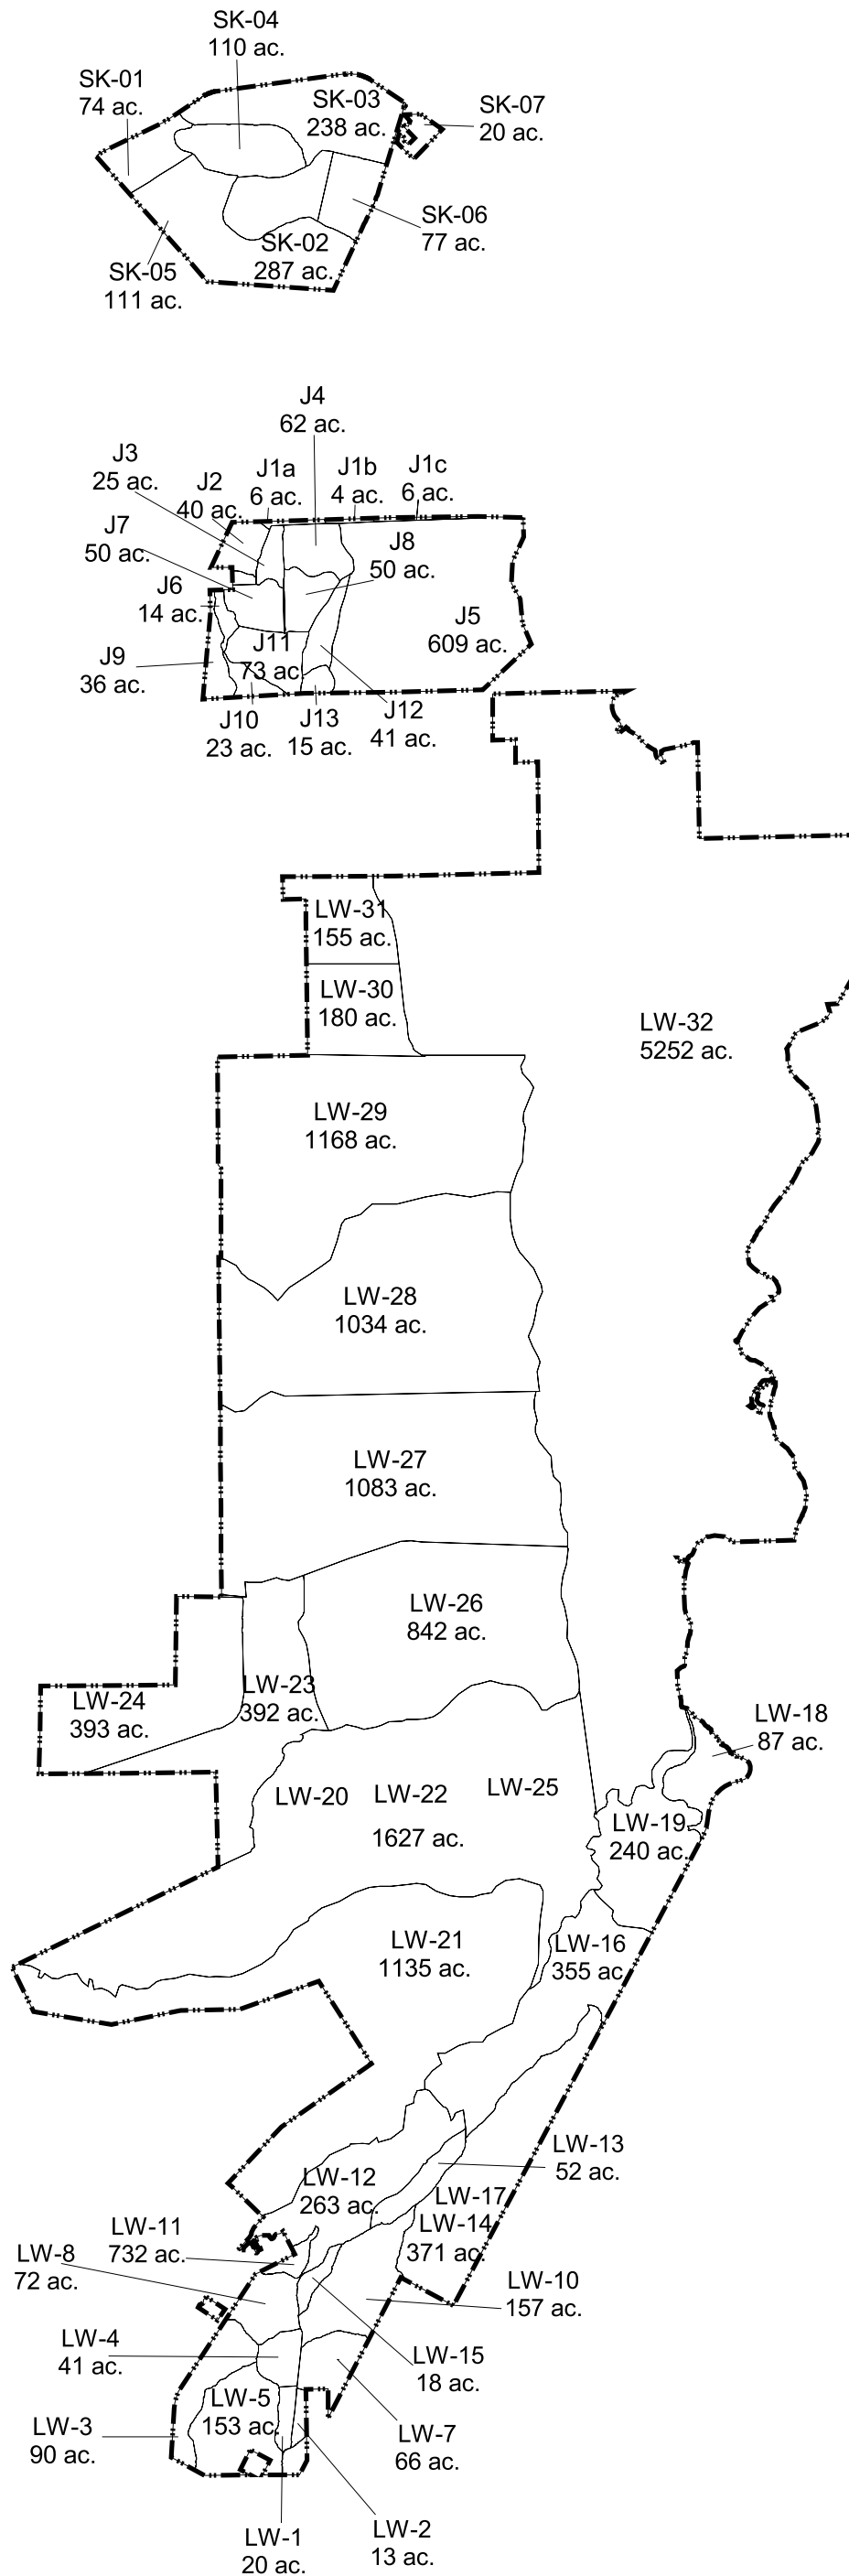 SK-04
110 ac.
SK-01
74 ac.
SK-03
238 ac.
SK-07
20 ac.
SK-06
77 ac.
SK-02
287 ac.
SK-05
111 ac.
J4
62 ac.
J3
25 ac.
J2
40 ac.
J1a
6 ac.
J1b
4 ac.
J1c
6 ac.
J7
50 ac.
J8
50 ac.
J6
14 ac.
J5
609 ac.
J11
73 ac.
J9
36 ac.
J10
23 ac.
J13
15 ac.
J12
41 ac.
LW-31
155 ac.
LW-30
180 ac.
LW-32
5252 ac.
LW-29
1168 ac.
LW-28
1034 ac.
LW-27
1083 ac.
LW-26
842 ac.
LW-23
392 ac.
LW-24
393 ac.
LW-18
87 ac.
LW-20
LW-22
LW-25
1627 ac.
LW-19
240 ac.
LW-21
1135 ac.
LW-16
355 ac.
LW-13
52 ac.
LW-12
263 ac.
LW-17
LW-14
371 ac.
LW-11
732 ac.
LW-8
72 ac.
LW-10
157 ac.
LW-4
41 ac.
LW-15
18 ac.
LW-5
153 ac.
LW-3
90 ac.
LW-7
66 ac.
LW-1
20 ac.
LW-2
13 ac.